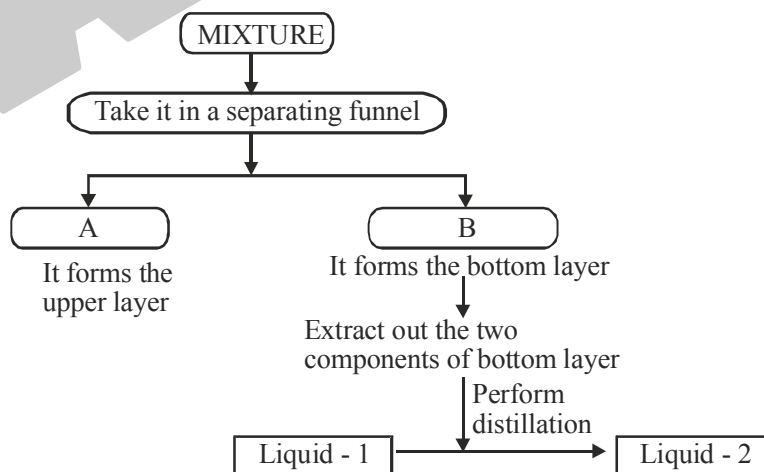 MIXTURE
Take it in a separating funnel
A
B
It forms the
upper layer
It forms the bottom layer
Extract out the two
components of bottom layer
Perform
distillation
Liquid - 1
Liquid - 2